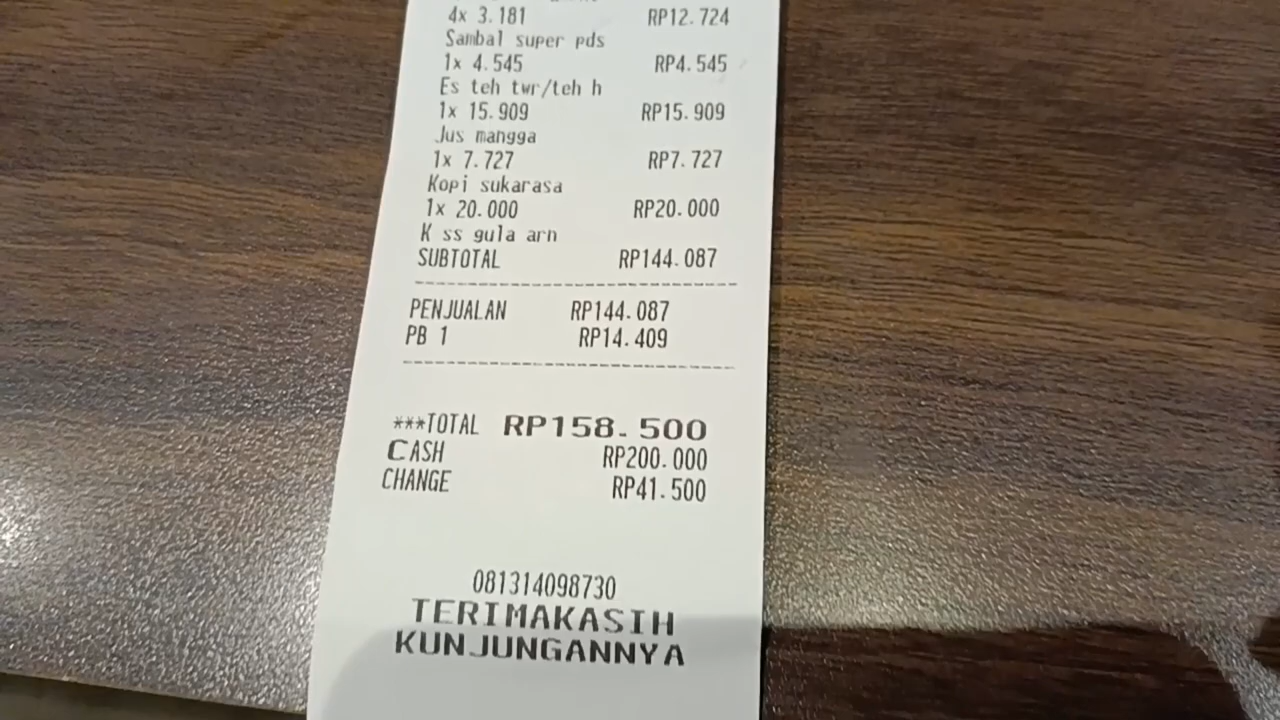 4x 3.181 RP12.724
Sambal super pds
1x 4.545 RP4.545
Es teh twr/teh h
1x 15.909 RP15.909
Jus mangga
1x 7.727 RP7.727
Kopi sukarasa
1x 20.000 RP20.000
K ss gula arn
SUBTOTAL RP144.087
PENJUALAN RP144.087
PB 1 RP14.409
***TOTAL RP158.500
CASH RP200.000
CHANGE RP41.500
081314098730
TERIMAKASIH
KUNJUNGANNYA